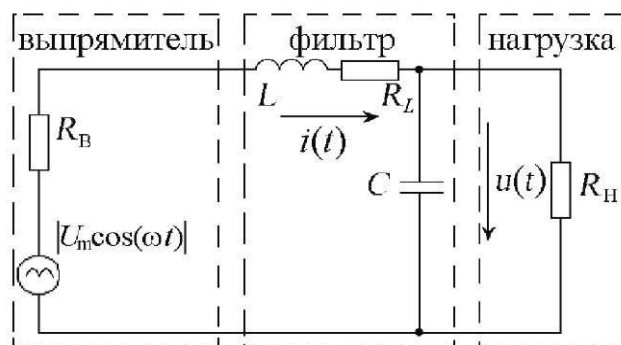 выпрямитель
фильтр
нагрузка
L
R_L
R_В
i(t)
C
u(t)
R_Н
|U_m cos(ωt)|